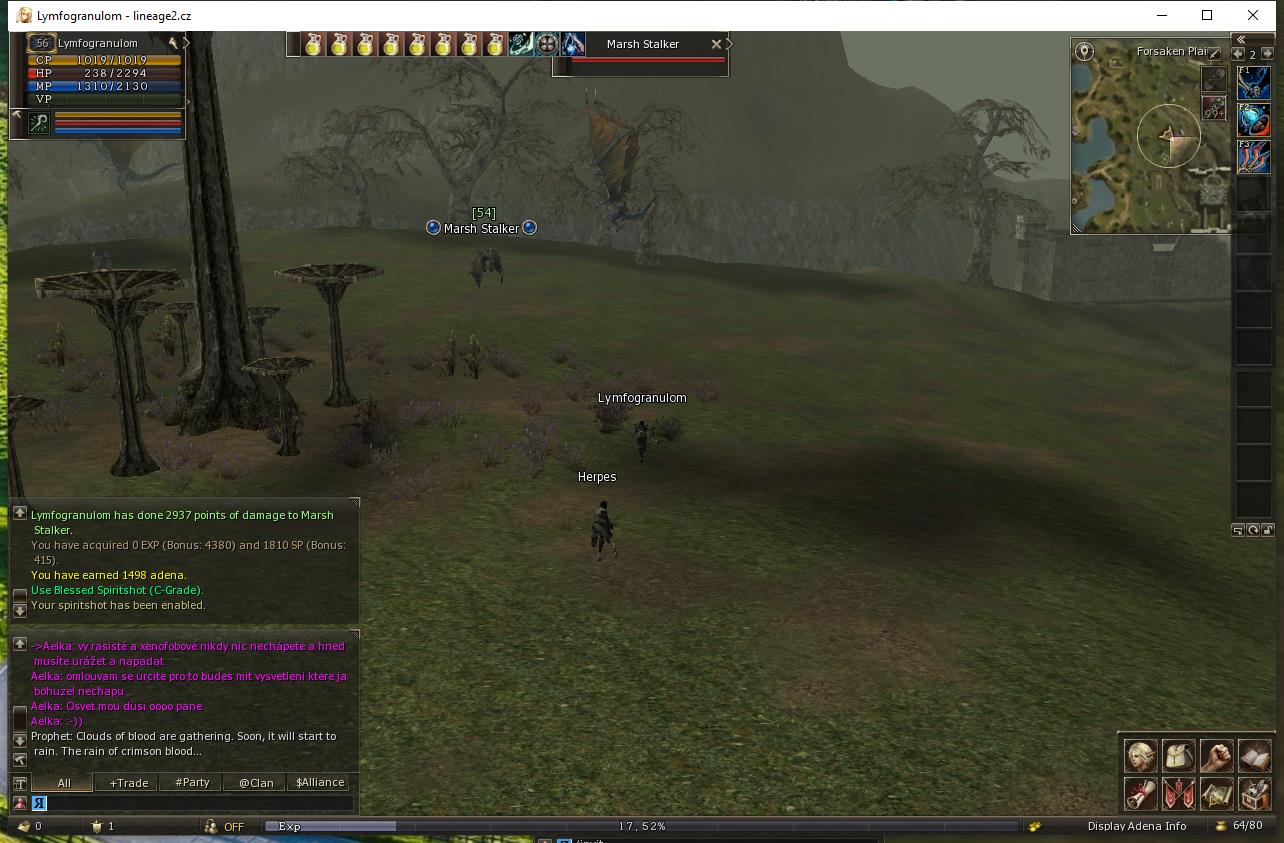 Lymfogranulom - lineage2.cz
56 Lymfogranulom
CP 1019/1019
HP 238/2294
MP 1310/2130
VP
Marsh Stalker
Forsaken Plai
2
F1
99+
F2
F3
[54]
Marsh Stalker
Lymfogranulom
Herpes
Lymfogranulom has done 2937 points of damage to Marsh
Stalker.
You have acquired 0 EXP (Bonus: 4380) and 1810 SP (Bonus:
415).
You have earned 1498 adena.
Use Blessed Spiritshot (C-Grade).
Your spiritshot has been enabled.
->Aelka: vy rasisté a xenofobové nikdy nic nechápete a hned
musíte urážet a napadat
Aelka: omlouvam se urcite pro to budes mit vysvetleni ktere ja
bohuzel nechapu
Aelka: Osvet mou dusi oooo pane
Aelka: :-))
Prophet: Clouds of blood are gathering. Soon, it will start to
rain. The rain of crimson blood...
All +Trade #Party @Clan $Alliance
Я
0 1 OFF Exp 17,52% Display Adena Info 64/80